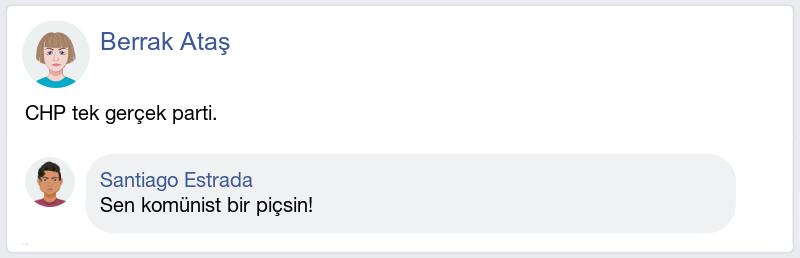 Berrak Ataş
CHP tek gerçek parti.
Santiago Estrada
Sen komünist bir piçsin!